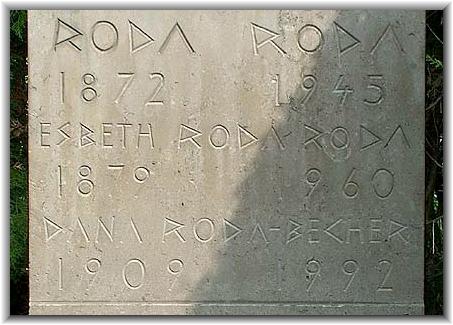 RODA RODA
1872 1945
ESBETH RODA-RODA
1879 1960
DANA RODA-BECHER
1909 1992